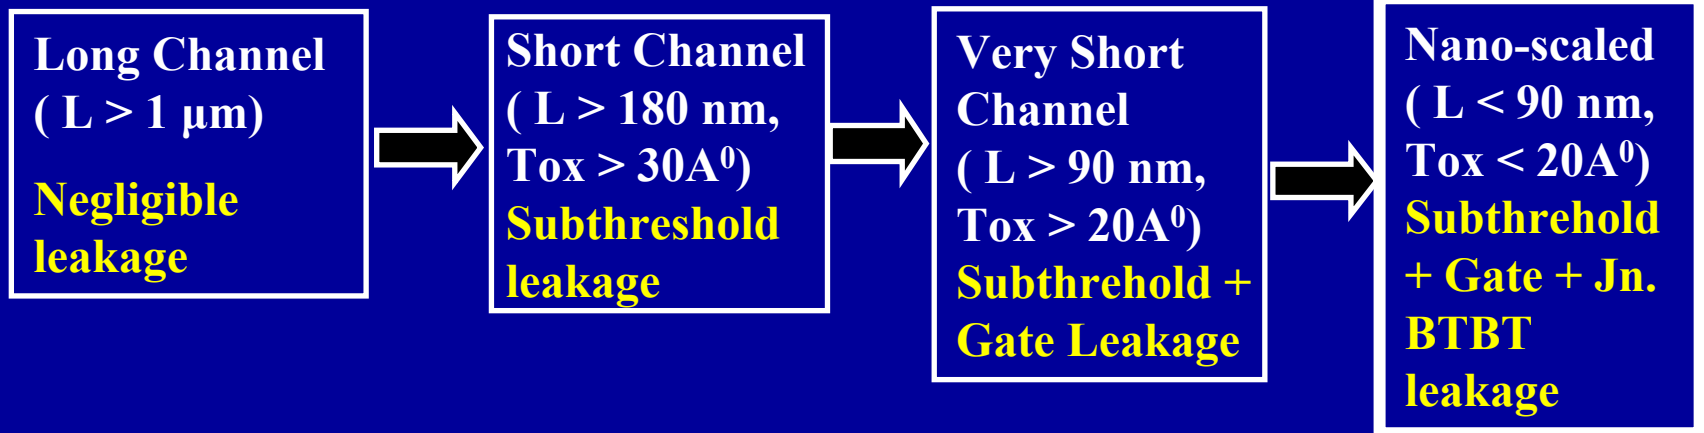 Long Channel
( L > 1 µm)
Negligible
leakage
Short Channel
( L > 180 nm,
Tox > 30A⁰)
Subthreshold
leakage
Very Short
Channel
( L > 90 nm,
Tox > 20A⁰)
Subthrehold +
Gate Leakage
Nano-scaled
( L < 90 nm,
Tox < 20A⁰)
Subthrehold
+ Gate + Jn.
BTBT
leakage